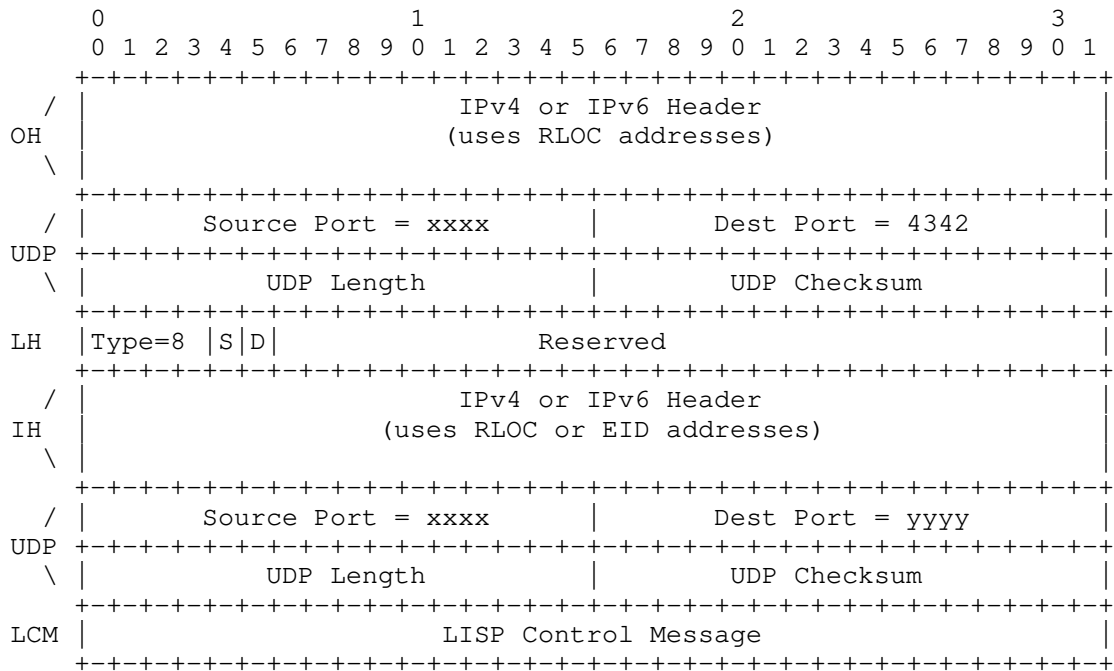 0                   1                   2                   3
 0 1 2 3 4 5 6 7 8 9 0 1 2 3 4 5 6 7 8 9 0 1 2 3 4 5 6 7 8 9 0 1
    +-+-+-+-+-+-+-+-+-+-+-+-+-+-+-+-+-+-+-+-+-+-+-+-+-+-+-+-+-+-+-+-+
  / |                       IPv4 or IPv6 Header                     |
OH  |                      (uses RLOC addresses)                    |
  \ |                                                               |
    +-+-+-+-+-+-+-+-+-+-+-+-+-+-+-+-+-+-+-+-+-+-+-+-+-+-+-+-+-+-+-+-+
  / |       Source Port = xxxx      |       Dest Port = 4342        |
UDP +-+-+-+-+-+-+-+-+-+-+-+-+-+-+-+-+-+-+-+-+-+-+-+-+-+-+-+-+-+-+-+-+
  \ |           UDP Length          |        UDP Checksum           |
    +-+-+-+-+-+-+-+-+-+-+-+-+-+-+-+-+-+-+-+-+-+-+-+-+-+-+-+-+-+-+-+-+
LH  |Type=8 |S|D|                Reserved                           |
    +-+-+-+-+-+-+-+-+-+-+-+-+-+-+-+-+-+-+-+-+-+-+-+-+-+-+-+-+-+-+-+-+
  / |                       IPv4 or IPv6 Header                     |
IH  |                  (uses RLOC or EID addresses)                 |
  \ |                                                               |
    +-+-+-+-+-+-+-+-+-+-+-+-+-+-+-+-+-+-+-+-+-+-+-+-+-+-+-+-+-+-+-+-+
  / |       Source Port = xxxx      |       Dest Port = yyyy        |
UDP +-+-+-+-+-+-+-+-+-+-+-+-+-+-+-+-+-+-+-+-+-+-+-+-+-+-+-+-+-+-+-+-+
  \ |           UDP Length          |        UDP Checksum           |
    +-+-+-+-+-+-+-+-+-+-+-+-+-+-+-+-+-+-+-+-+-+-+-+-+-+-+-+-+-+-+-+-+
LCM |                      LISP Control Message                     |
    +-+-+-+-+-+-+-+-+-+-+-+-+-+-+-+-+-+-+-+-+-+-+-+-+-+-+-+-+-+-+-+-+